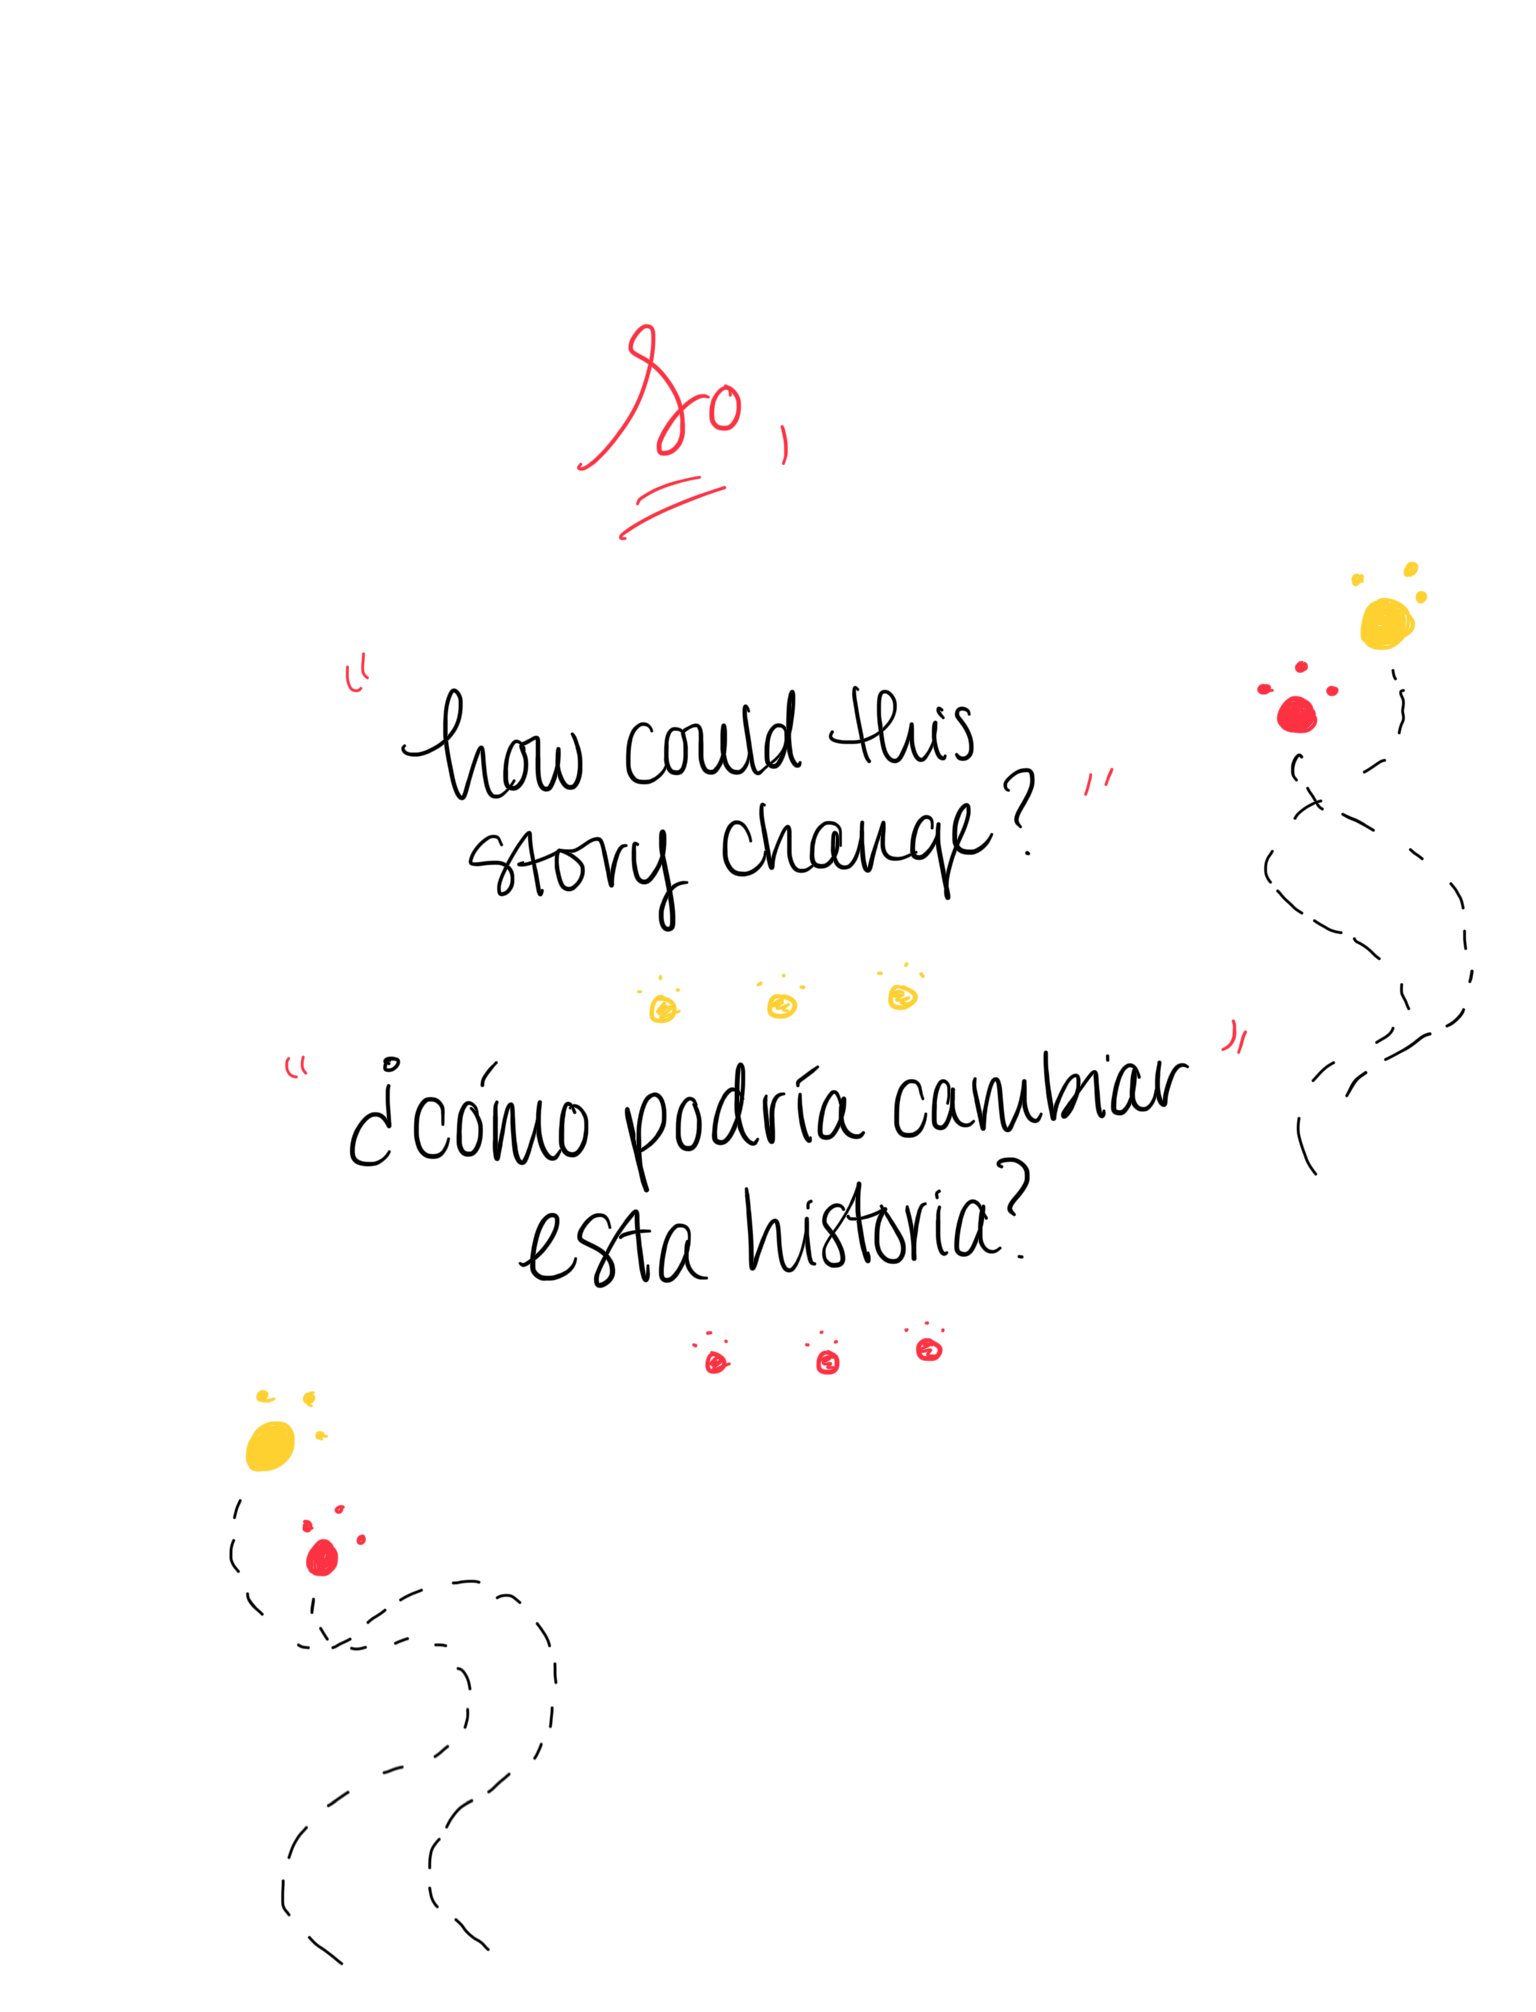 So,
"how could this
story change?"
"¿cómo podría cambiar"
esta historia?